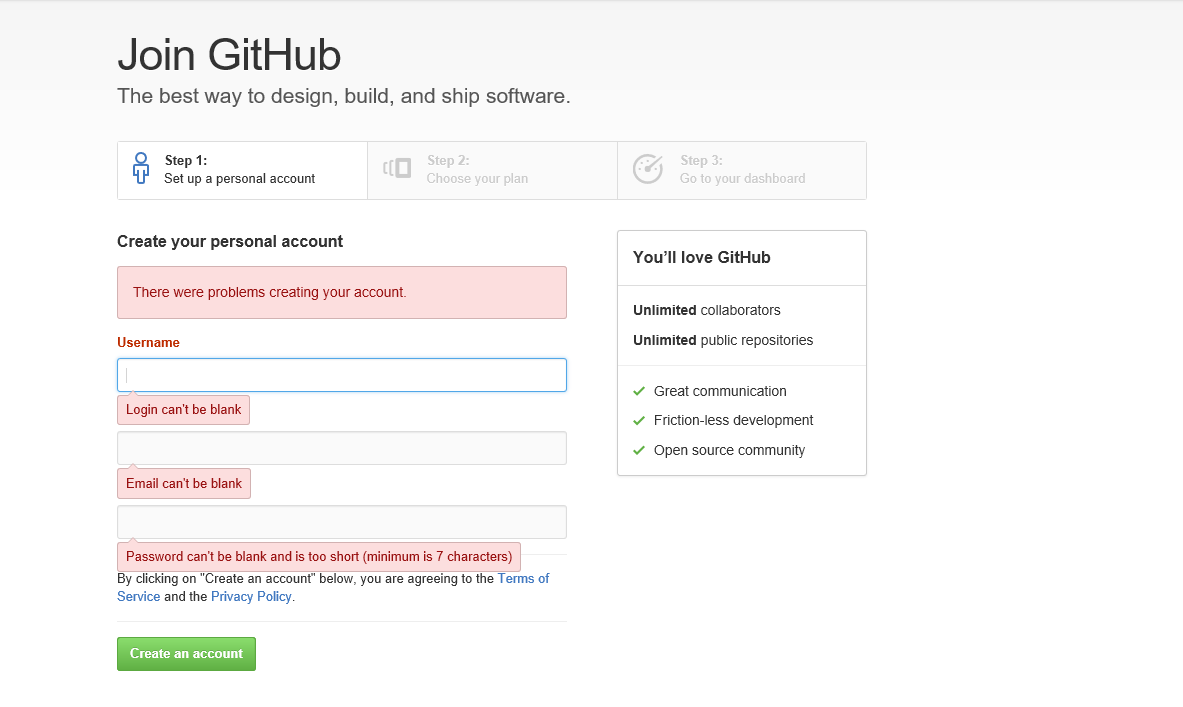 Join GitHub
The best way to design, build, and ship software.
Step 1:
Set up a personal account
Step 2:
Choose your plan
Step 3:
Go to your dashboard
Create your personal account
There were problems creating your account.
Username
Login can't be blank
Email can't be blank
Password can't be blank and is too short (minimum is 7 characters)
By clicking on "Create an account" below, you are agreeing to the Terms of
Service and the Privacy Policy.
Create an account
You’ll love GitHub
Unlimited collaborators
Unlimited public repositories
Great communication
Friction-less development
Open source community